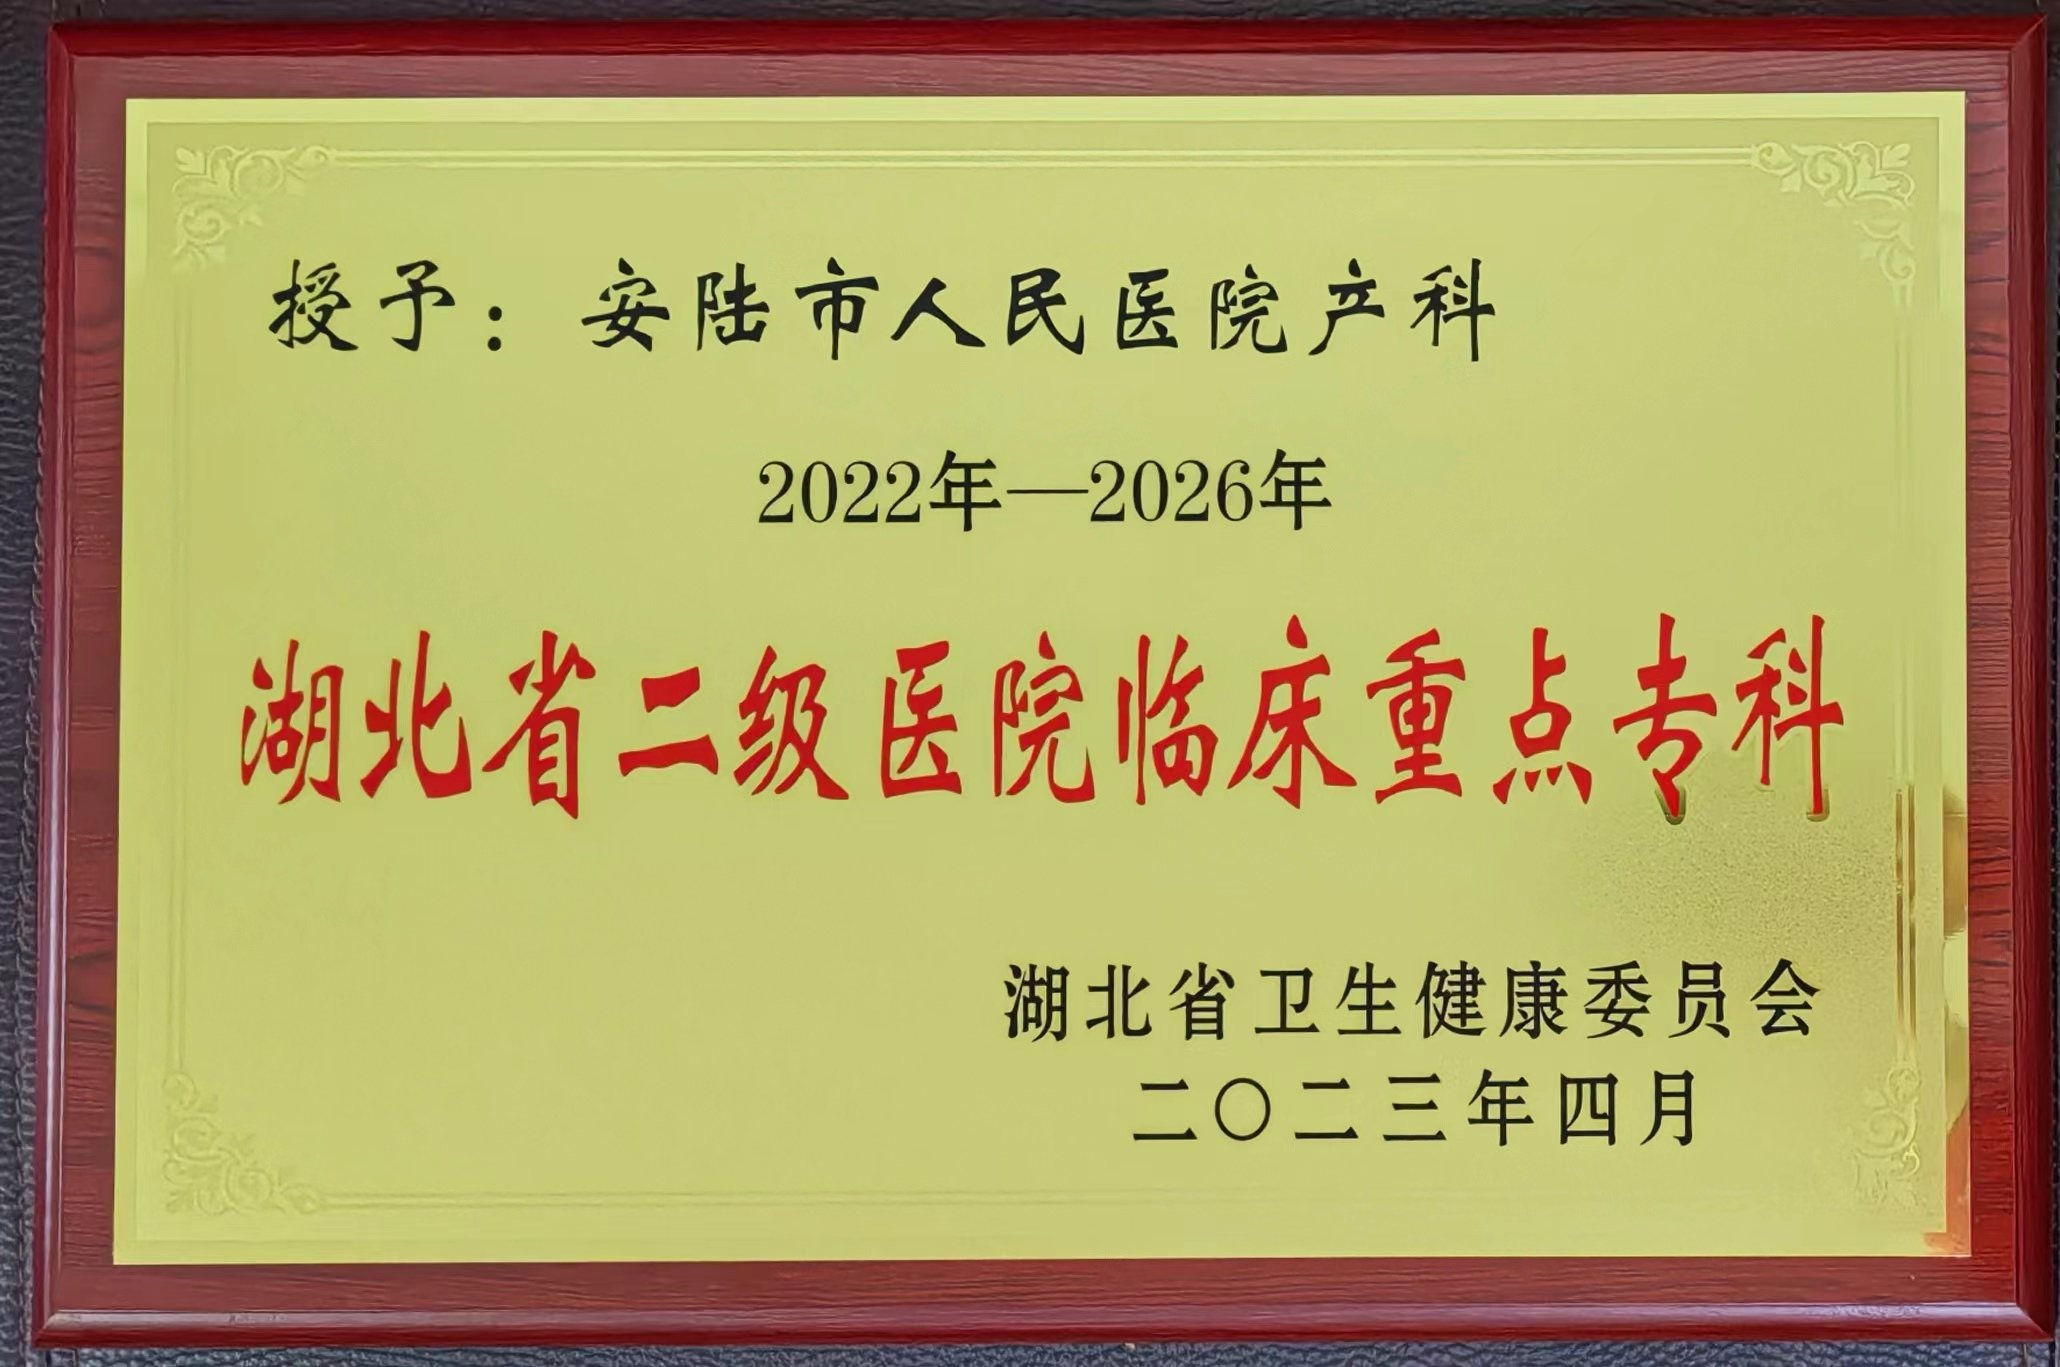 授予：安陆市人民医院产科
2022年—2026年
湖北省二级医院临床重点专科
湖北省卫生健康委员会
二〇二三年四月